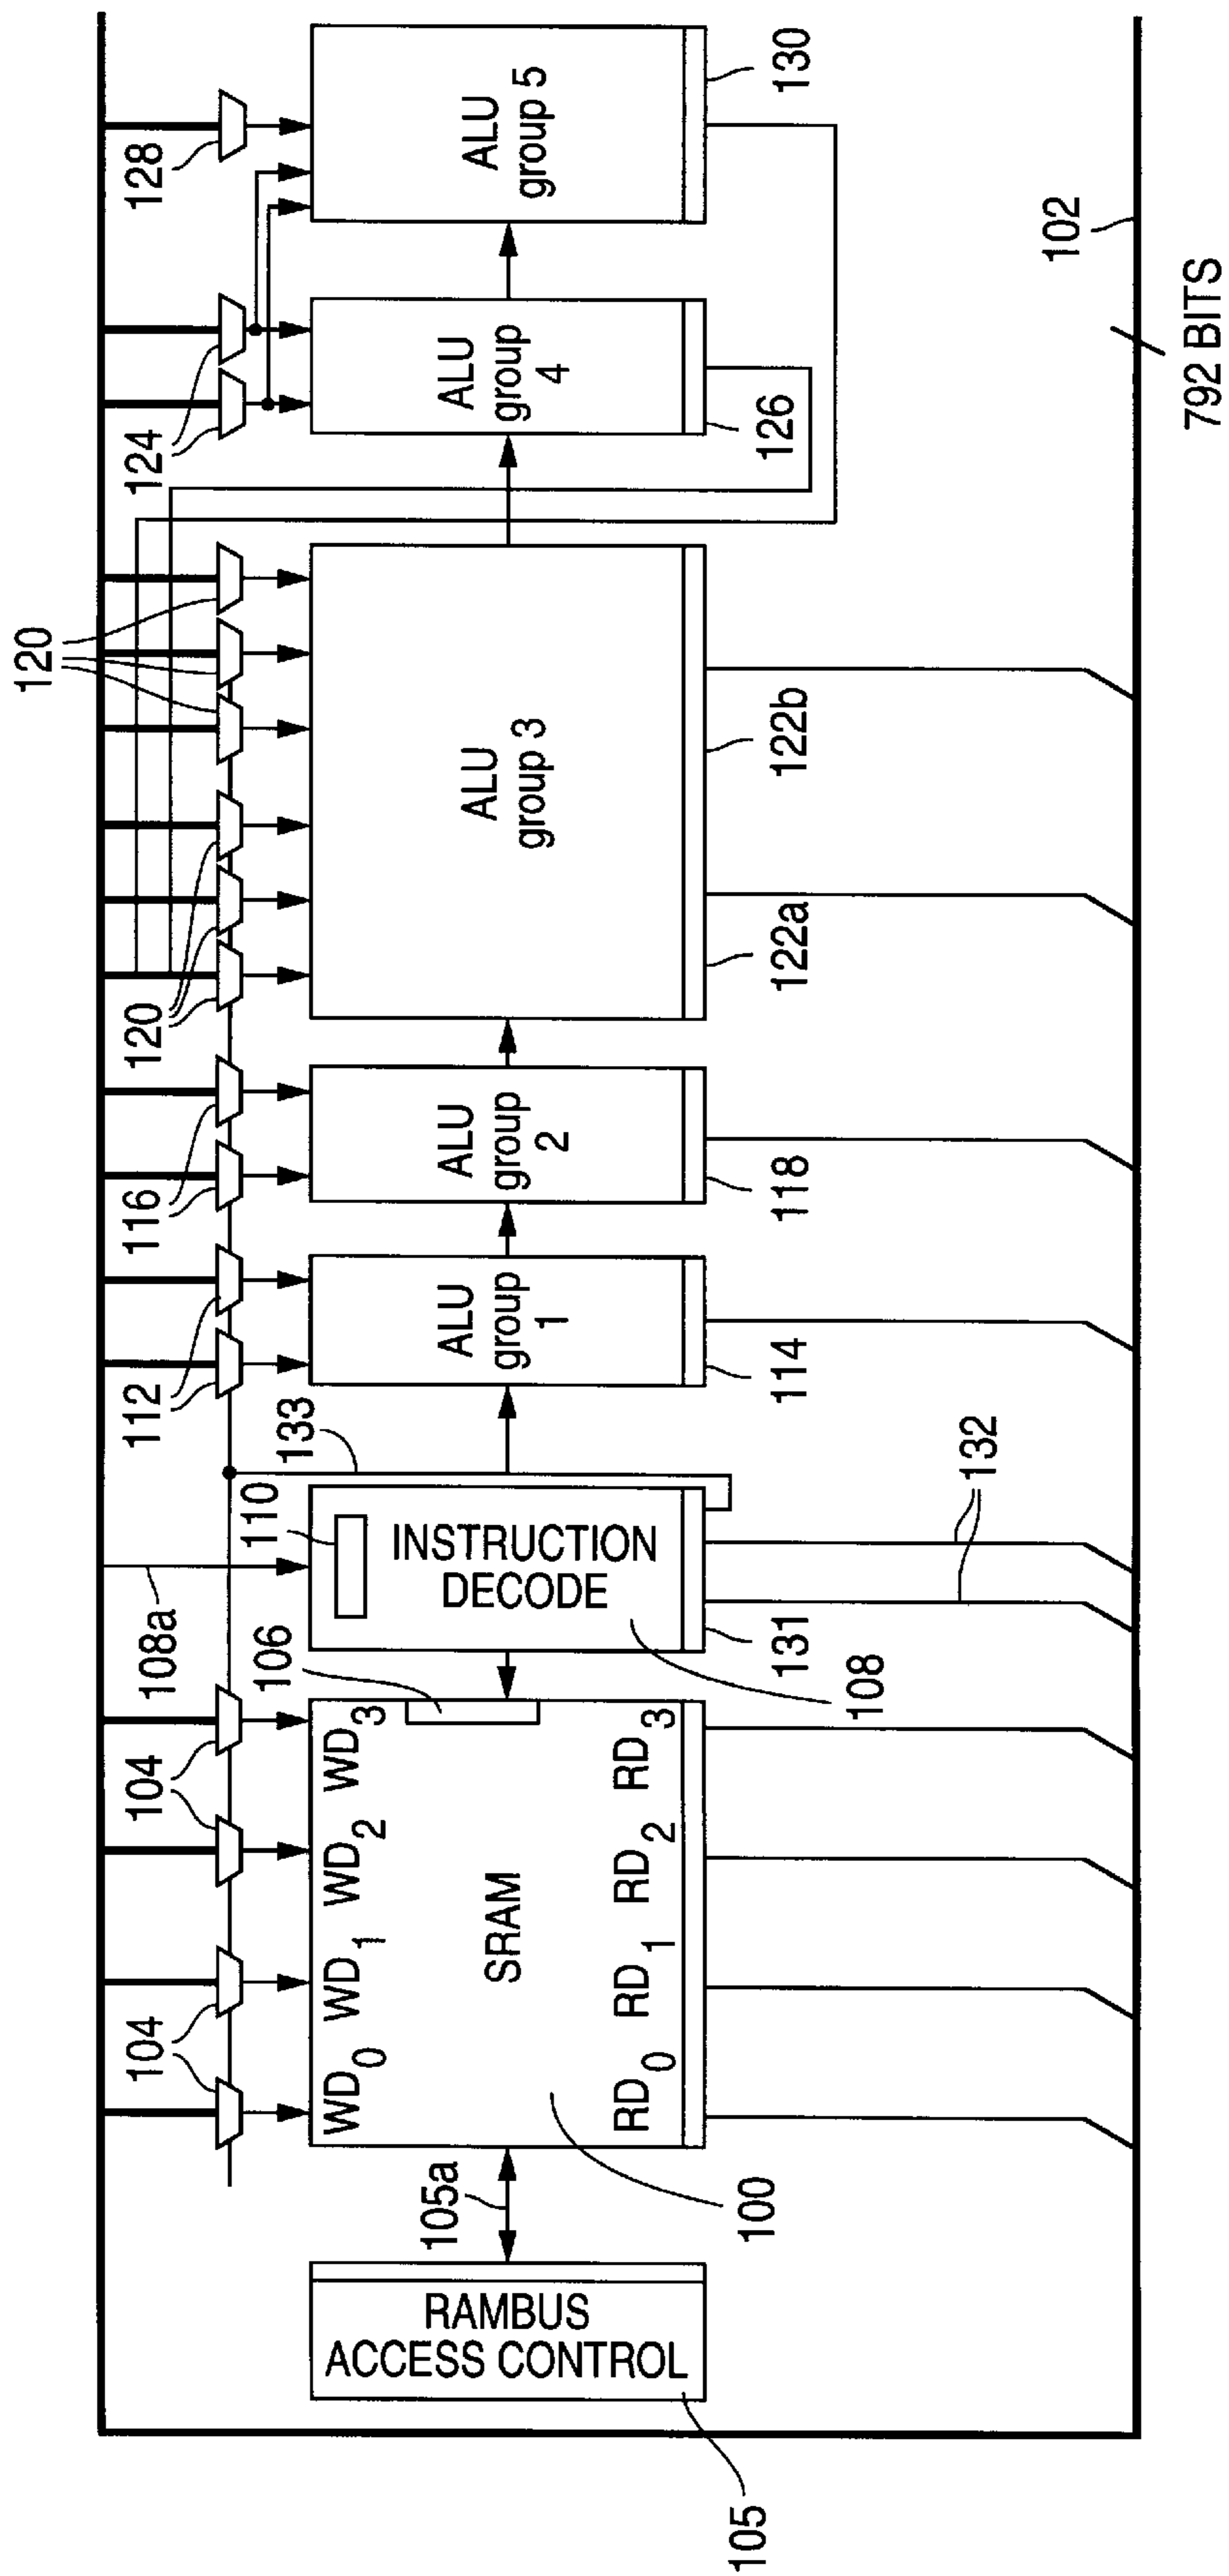 120
104
104
108a
112
116
120
124
128
133
110
106
105a
WD0
WD1
WD2
WD3
SRAM
RD0
RD1
RD2
RD3
RAMBUS
ACCESS CONTROL
INSTRUCTION
DECODE
ALU
group
1
ALU
group
2
ALU
group 3
ALU
group
4
ALU
group 5
105
100
108
131
114
118
122a
122b
126
130
132
102
792 BITS